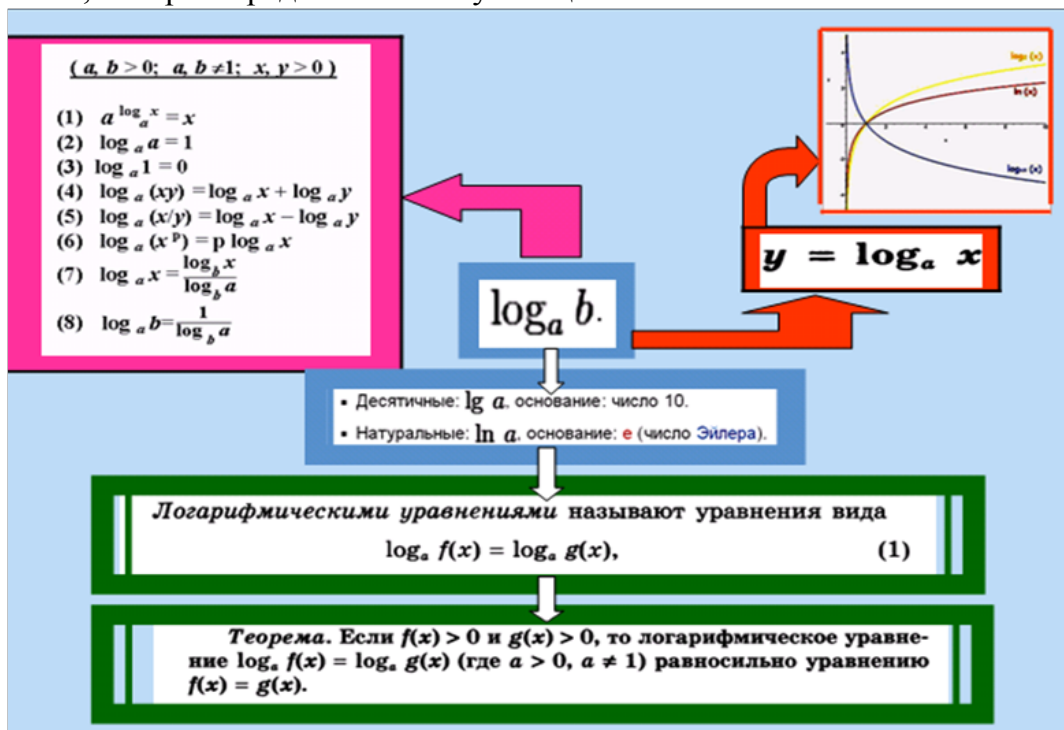 ( a, b > 0; a, b ≠1; x, y > 0 )
(1) a^{log_a x} = x
(2) log_a a = 1
(3) log_a 1 = 0
(4) log_a (xy) = log_a x + log_a y
(5) log_a (x/y) = log_a x – log_a y
(6) log_a (x^p) = p log_a x
(7) log_a x = \frac{log_b x}{log_b a}
(8) log_a b = \frac{1}{log_b a}
ln (x)
y = log_a x
log_a b.
▪ Десятичные: lg a, основание: число 10.
▪ Натуральные: ln a, основание: e (число Эйлера).
Логарифмическими уравнениями называют уравнения вида
log_a f(x) = log_a g(x), (1)
Теорема. Если f(x) > 0 и g(x) > 0, то логарифмическое уравне-
ние log_a f(x) = log_a g(x) (где a > 0, a ≠ 1) равносильно уравнению
f(x) = g(x).